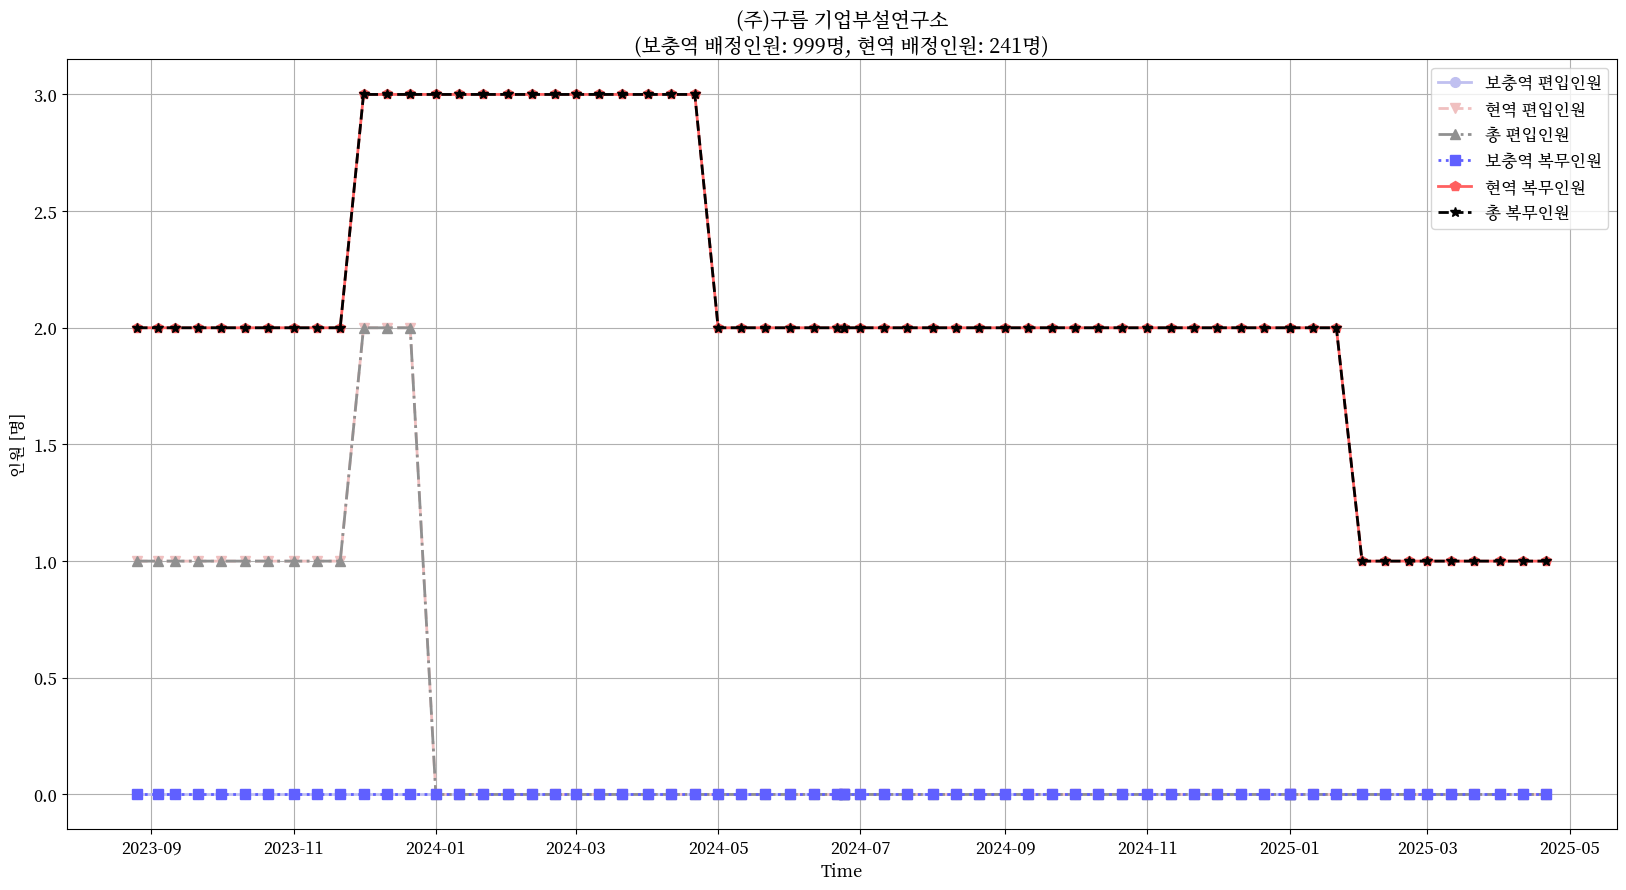 (주)구름 기업부설연구소
(보충역 배정인원: 999명, 현역 배정인원: 241명)
보충역 편입인원
현역 편입인원
총 편입인원
보충역 복무인원
현역 복무인원
총 복무인원
인원 [명]
3.0
2.5
2.0
1.5
1.0
0.5
0.0
2023-09
2023-11
2024-01
2024-03
2024-05
2024-07
2024-09
2024-11
2025-01
2025-03
2025-05
Time